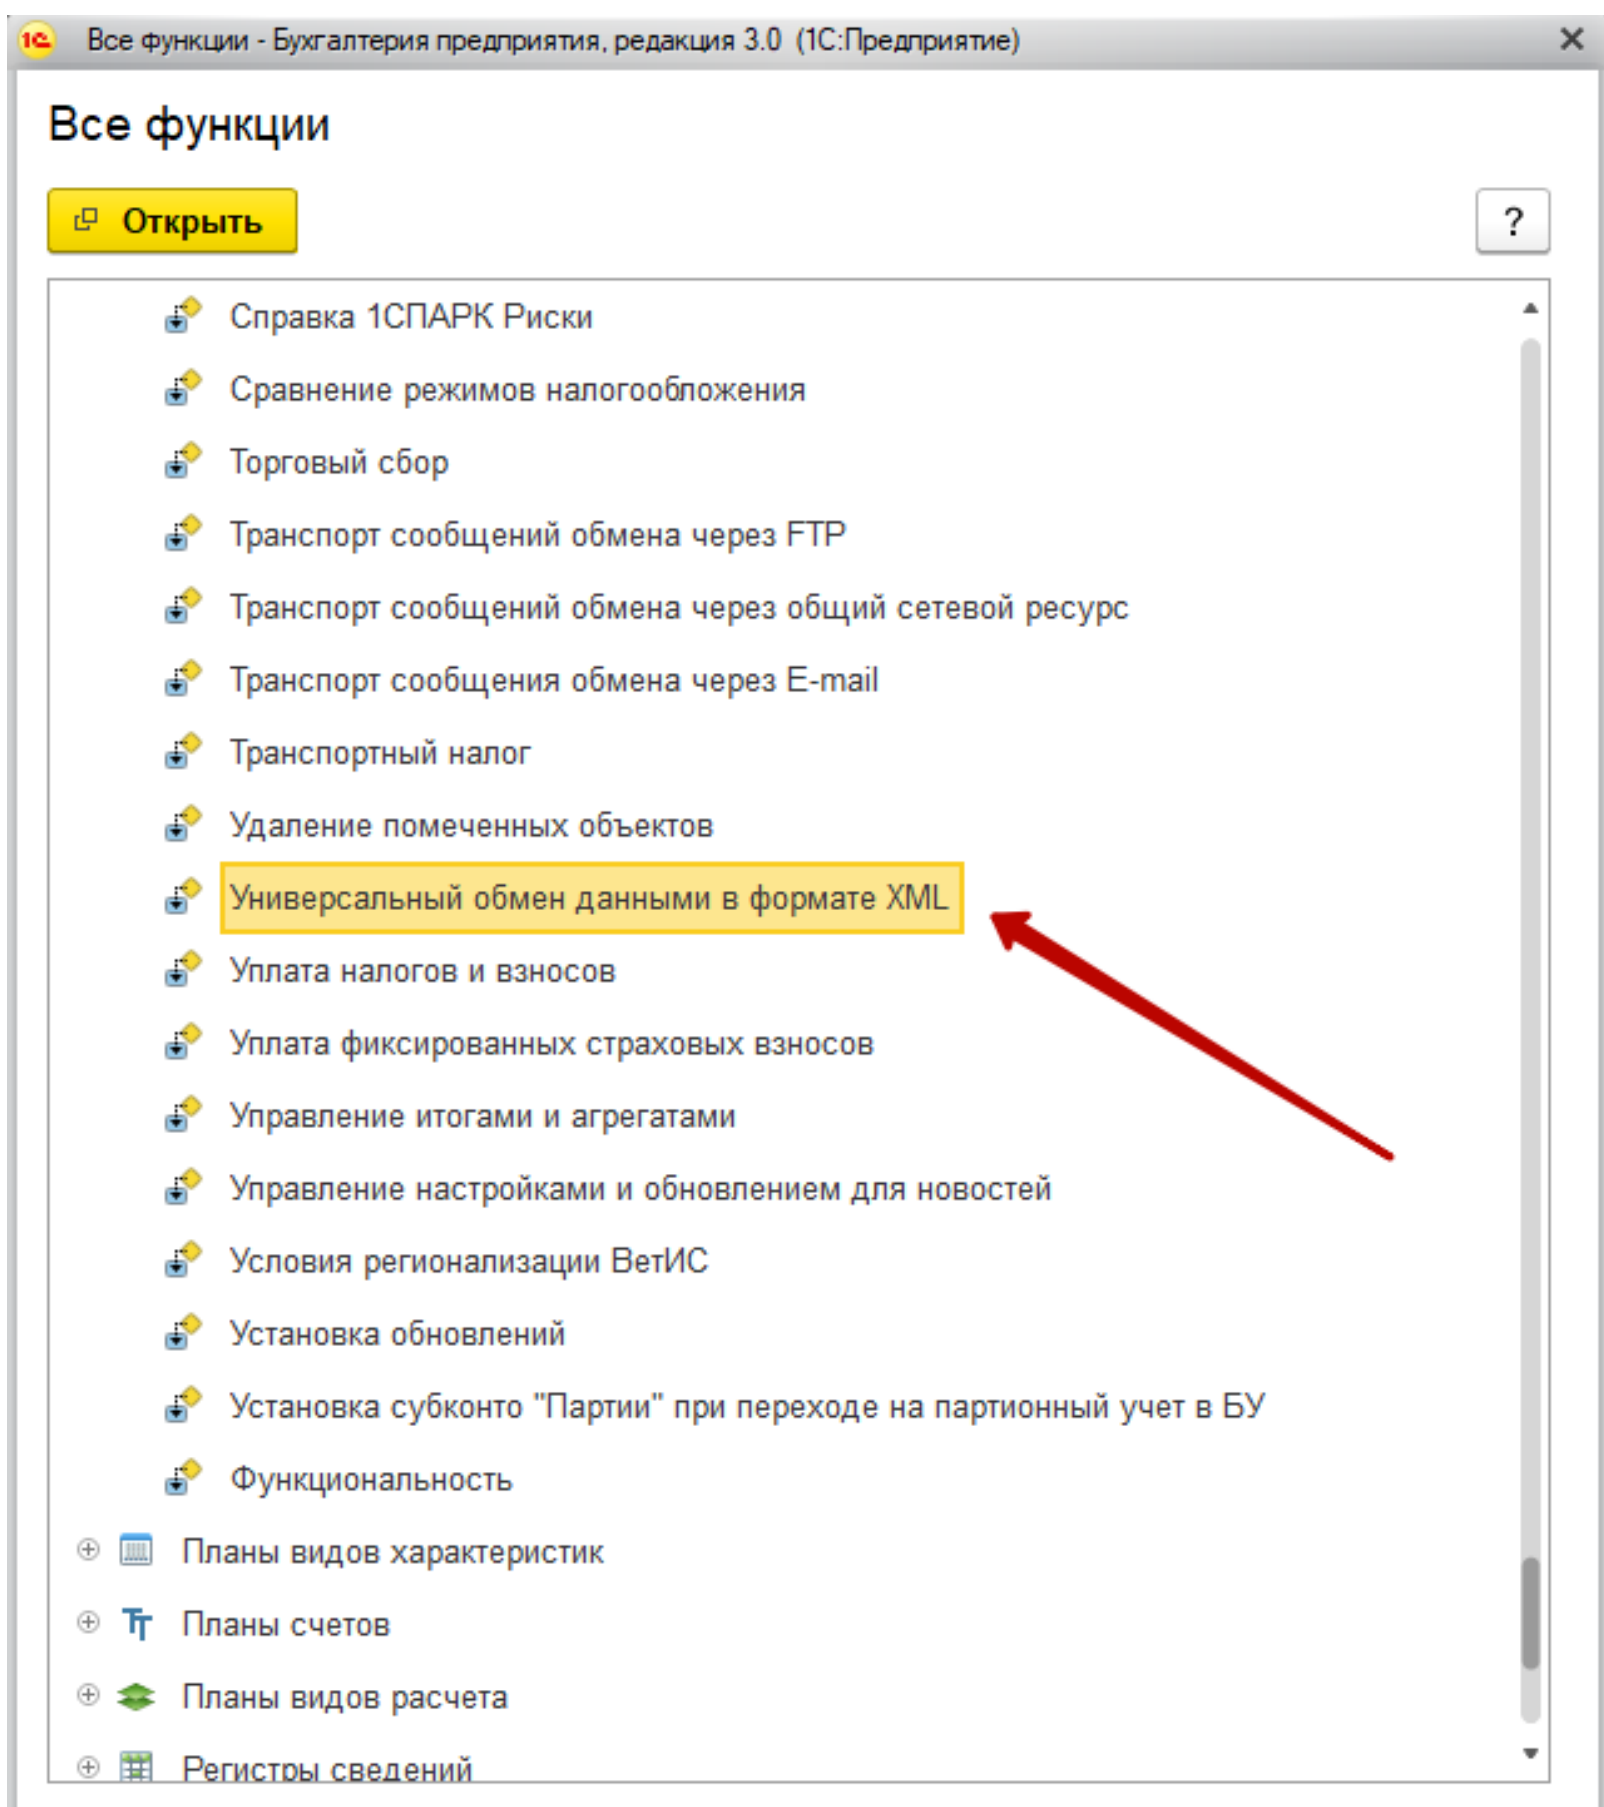 1С Все функции - Бухгалтерия предприятия, редакция 3.0 (1С:Предприятие)
Все функции
Открыть
?
Справка 1СПАРК Риски
Сравнение режимов налогообложения
Торговый сбор
Транспорт сообщений обмена через FTP
Транспорт сообщений обмена через общий сетевой ресурс
Транспорт сообщения обмена через E-mail
Транспортный налог
Удаление помеченных объектов
Универсальный обмен данными в формате XML
Уплата налогов и взносов
Уплата фиксированных страховых взносов
Управление итогами и агрегатами
Управление настройками и обновлением для новостей
Условия регионализации ВетИС
Установка обновлений
Установка субконто "Партии" при переходе на партионный учет в БУ
Функциональность
Планы видов характеристик
Планы счетов
Планы видов расчета
Регистры сведений